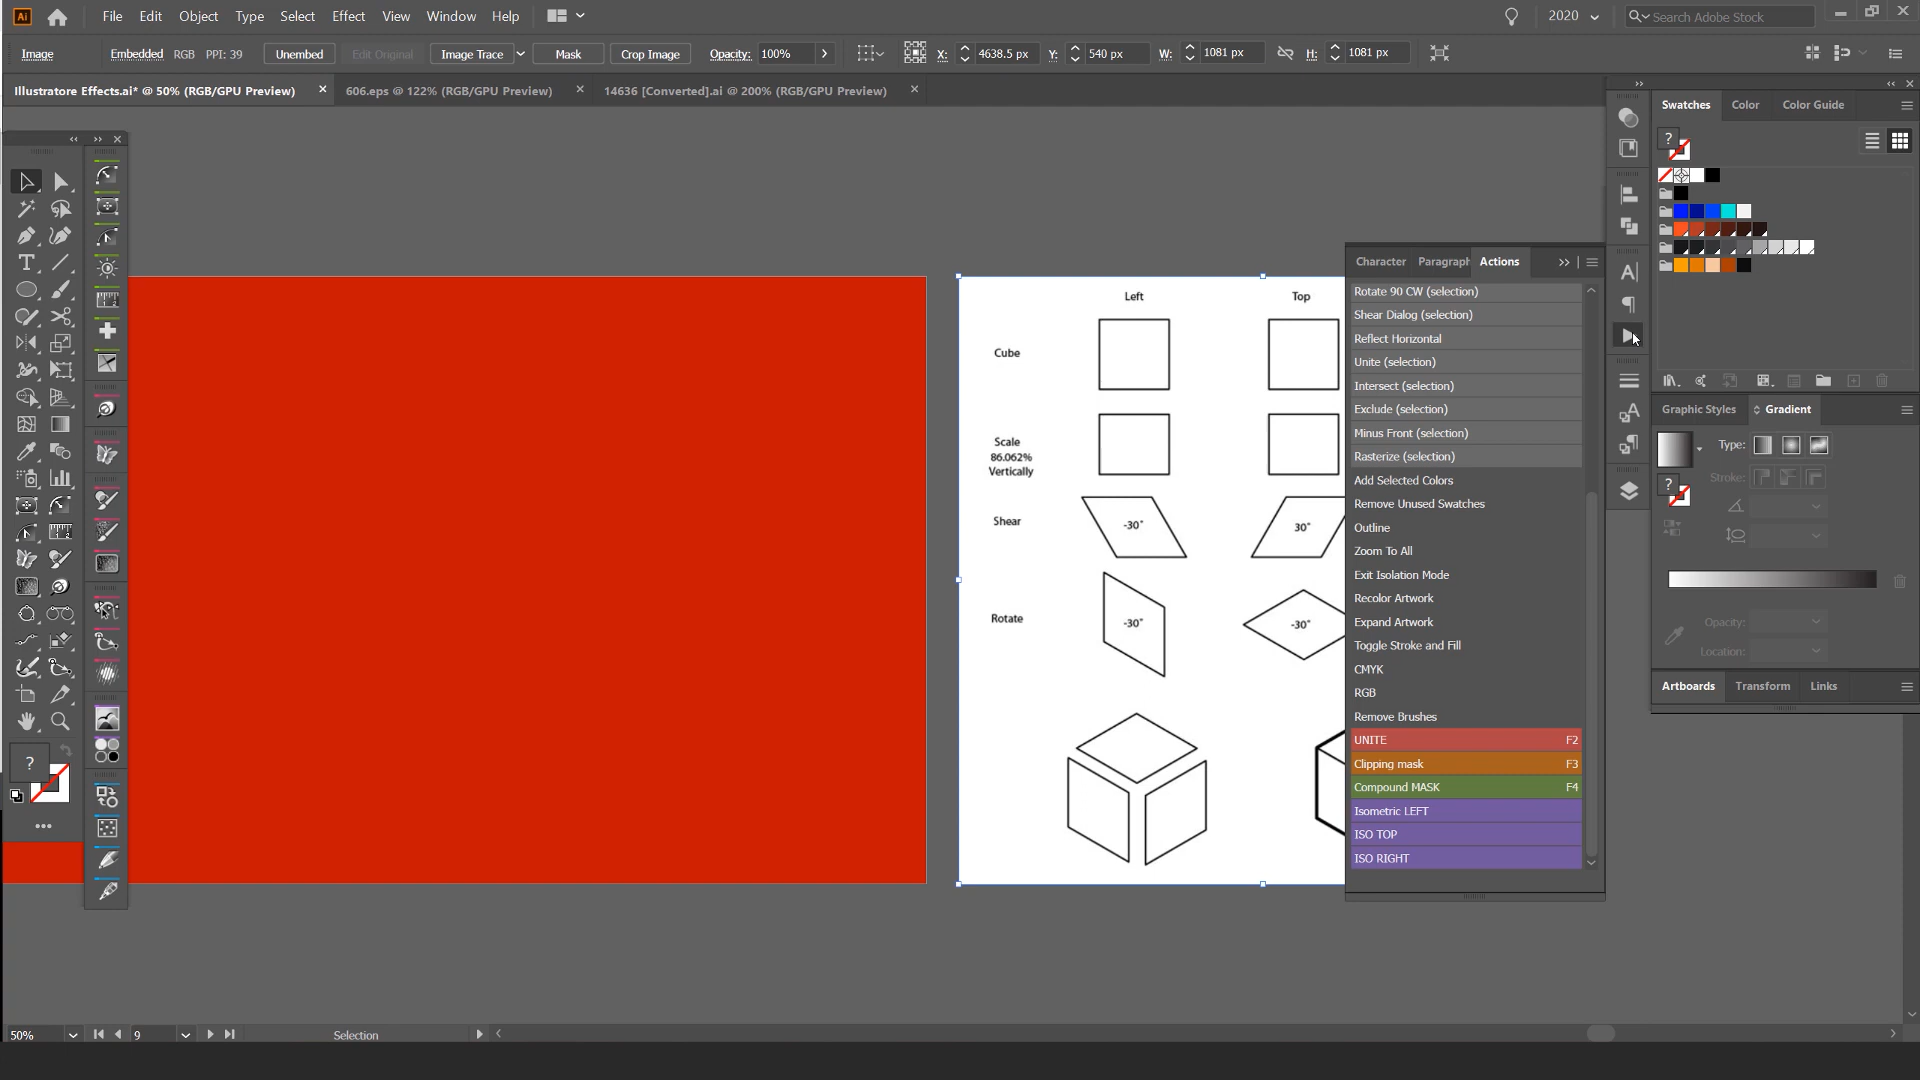 Ai File Edit Object Type Select Effect View Window Help 2020 Search Adobe Stock
Image Embedded RGB PPI: 39 Unembed Edit Original Image Trace Mask Crop Image Opacity: 100% X: 4638.5 px Y: 540 px W: 1081 px H: 1081 px
Illustratore Effects.ai* @ 50% (RGB/GPU Preview) 606.eps @ 122% (RGB/GPU Preview) 14636 [Converted].ai @ 200% (RGB/GPU Preview)
Swatches Color Color Guide
?
Character Paragraph Actions
Left Top
Rotate 90 CW (selection)
Shear Dialog (selection)
Reflect Horizontal
Cube
Unite (selection)
Intersect (selection)
Exclude (selection)
Graphic Styles Gradient
Minus Front (selection)
Scale
86.062%
Vertically
Type:
Rasterize (selection)
Add Selected Colors
Stroke:
?
Remove Unused Swatches
Shear -30° 30°
Outline
Zoom To All
Exit Isolation Mode
Recolor Artwork
Rotate -30° -30°
Expand Artwork
Opacity:
Toggle Stroke and Fill
Location:
CMYK
RGB
Artboards Transform Links
Remove Brushes
UNITE F2
Clipping mask F3
?
Compound MASK F4
Isometric LEFT
ISO TOP
ISO RIGHT
50% 9 Selection